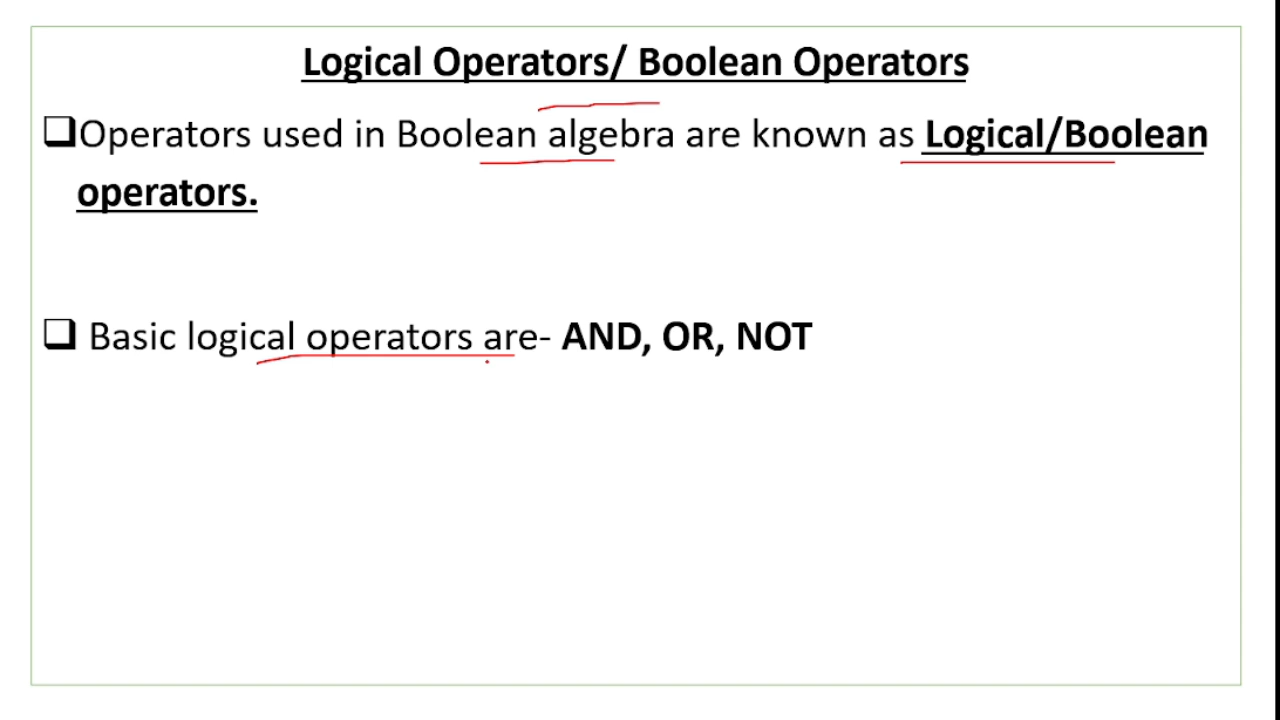 Logical Operators/ Boolean Operators
Operators used in Boolean algebra are known as Logical/Boolean
operators.
Basic logical operators are- AND, OR, NOT